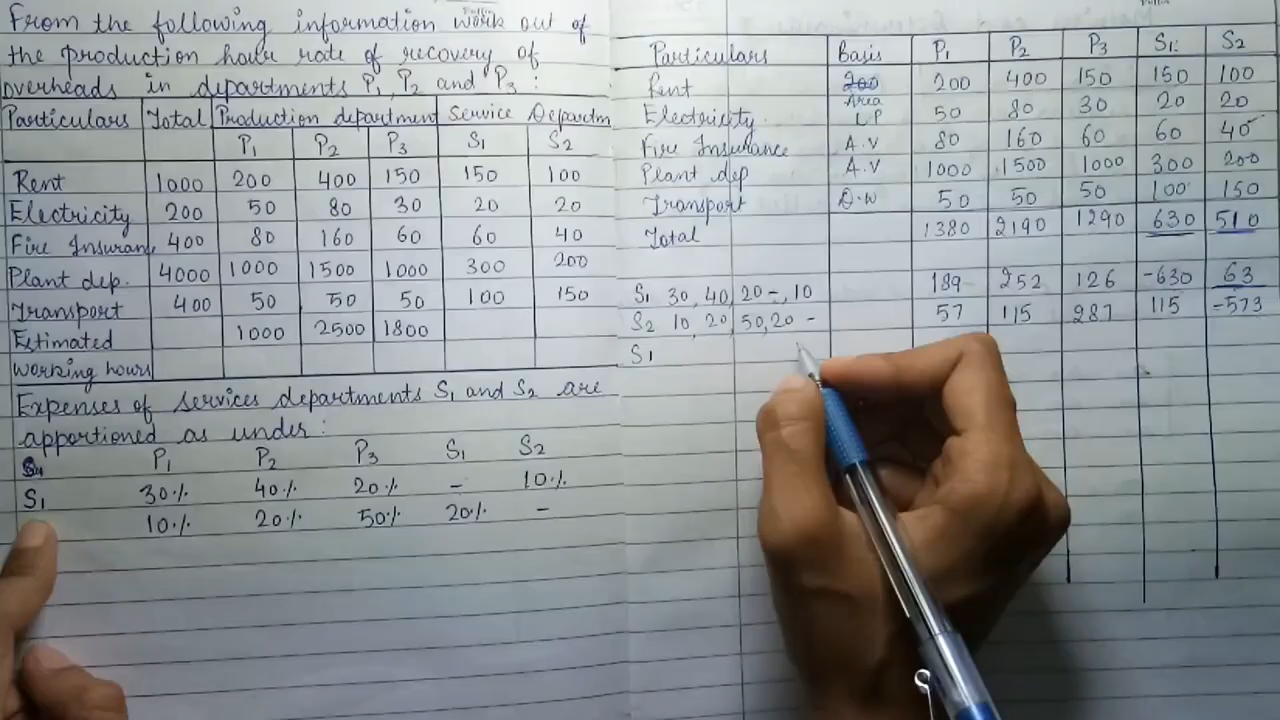 From the following information work out of
the production hour rate of recovery of
overheads in departments P1, P2 and P3 :
Particulars Total Production department Service Departm
P1 P2 P3 S1 S2
Rent 1000 200 400 150 150 100
Electricity 200 50 80 30 20 20
Fire Insuran 400 80 160 60 60 40
Plant dep. 4000 1000 1500 1000 300 200
Transport 400 50 50 50 100 150
Estimated 1000 2500 1800
working hours
Expenses of services departments S1 and S2 are
apportioned as under :
P1 P2 P3 S1 S2
S1 30% 40% 20% - 10%
10% 20% 50% 20% -
Particulars Basis P1 P2 P3 S1 S2
Rent 200 Area 200 400 150 150 100
Electricity LP 50 80 30 20 20
Fire Insurance A.V 80 160 60 60 40
Plant dep A.V 1000 1500 1000 300 200
Transport D.W 50 50 50 100 150
Total 1380 2190 1290 630 510
S1 30, 40, 20 -, 10 189 252 126 -630 63
S2 10, 20, 50, 20 - 57 115 287 115 -573
S1